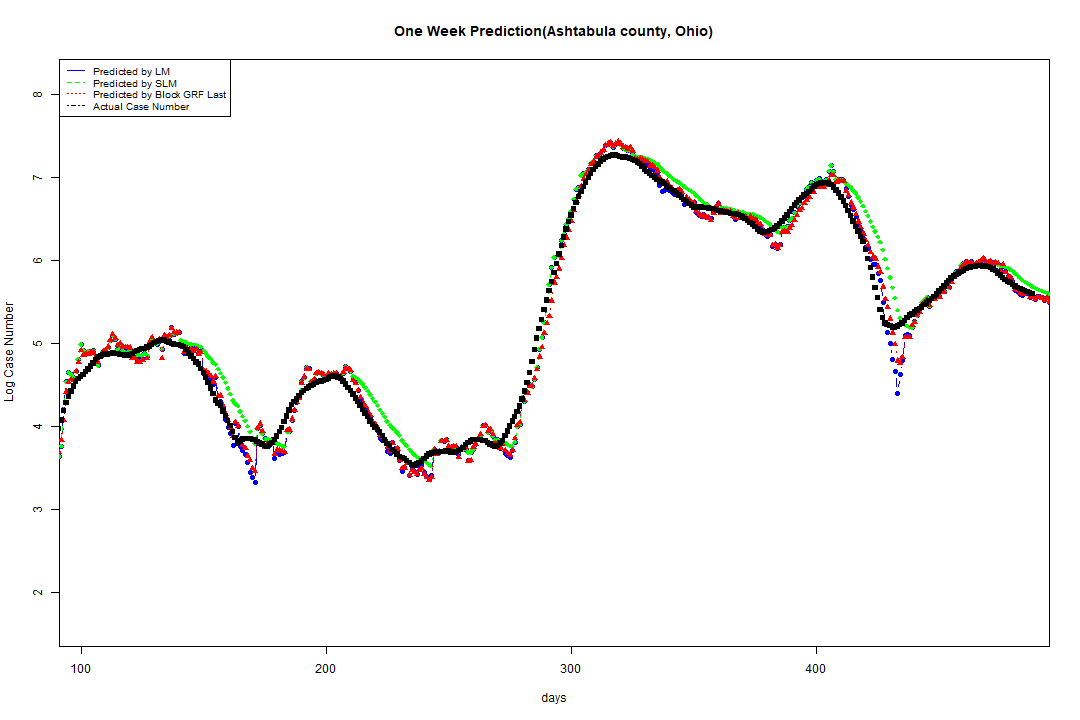 One Week Prediction(Ashtabula county, Ohio)
Predicted by LM
Predicted by SLM
Predicted by Block GRF Last
Actual Case Number
8
7
6
5
4
3
2
Log Case Number
100 200 300 400
days